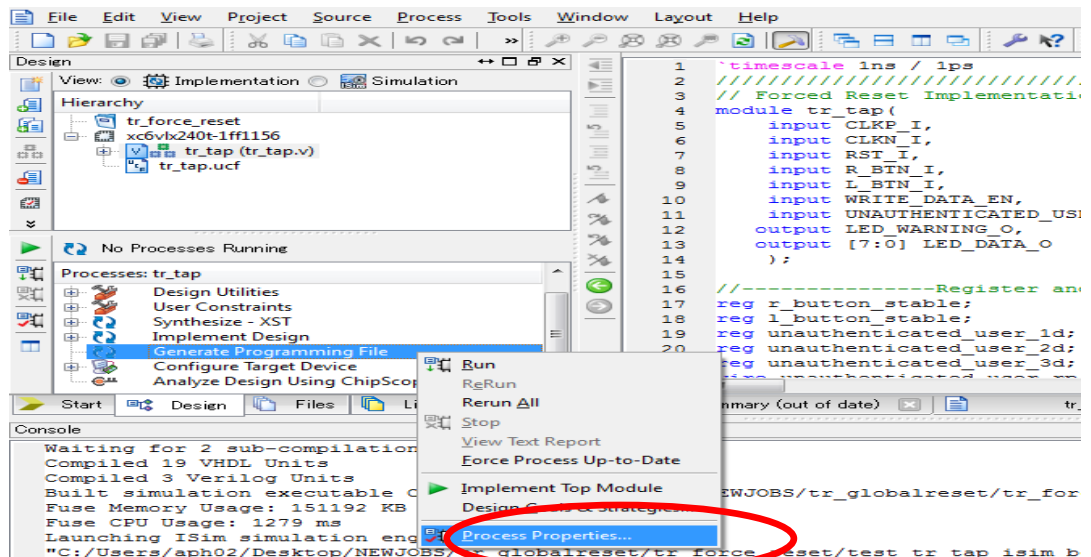 File Edit View Project Source Process Tools Window Layout Help
Design
View: Implementation Simulation
Hierarchy
tr_force_reset
xc6vlx240t-1ff1156
tr_tap (tr_tap.v)
tr_tap.ucf
No Processes Running
Processes: tr_tap
Design Utilities
User Constraints
Synthesize - XST
Implement Design
Generate Programming File
Configure Target Device
Analyze Design Using ChipScop
Start Design Files Li
1 `timescale 1ns / 1ps
2 /////////////////////////////
3 // Forced Reset Implementati
4 module tr_tap(
5 input CLKP_I,
6 input CLKN_I,
7 input RST_I,
8 input R_BTN_I,
9 input L_BTN_I,
10 input WRITE_DATA_EN,
11 input UNAUTHENTICATED_USE
12 output LED_WARNING_O,
13 output [7:0] LED_DATA_O
14 );
15
16 //----------------Register and
17 reg r_button_stable;
18 reg l_button_stable;
19 reg unauthenticated_user_1d;
20 reg unauthenticated_user_2d;
reg unauthenticated_user_3d;
mmary (out of date) tr_
Run
ReRun
Rerun All
Stop
View Text Report
Force Process Up-to-Date
Implement Top Module
Design Goals & Strategies...
Process Properties...
Console
Waiting for 2 sub-compilation
Compiled 19 VHDL Units
Compiled 3 Verilog Units
Built simulation executable C EWJOBS/tr_globalreset/tr_for
Fuse Memory Usage: 151192 KB
Fuse CPU Usage: 1279 ms
Launching ISim simulation eng
"C:/Users/aph02/Desktop/NEWJOBS/tr_globalreset/tr_force_reset/test_tr_tap_isim_b